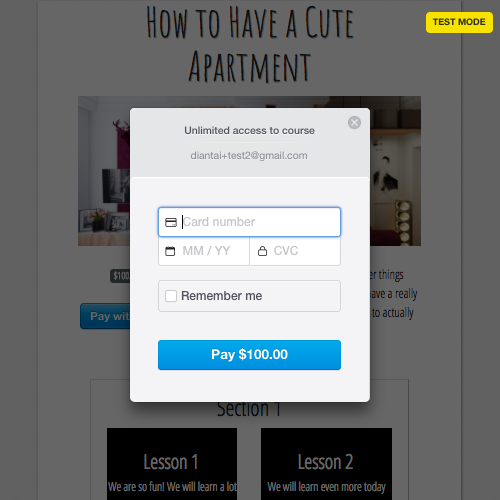 How to Have a Cute
Apartment
TEST MODE
Unlimited access to course
diantai+test2@gmail.com
Card number
MM / YY
CVC
Remember me
Pay $100.00
$100
er things
ave a really
to actually
Pay wit
Section 1
Lesson 1
We are so fun! We will learn a lot
Lesson 2
We will learn even more today